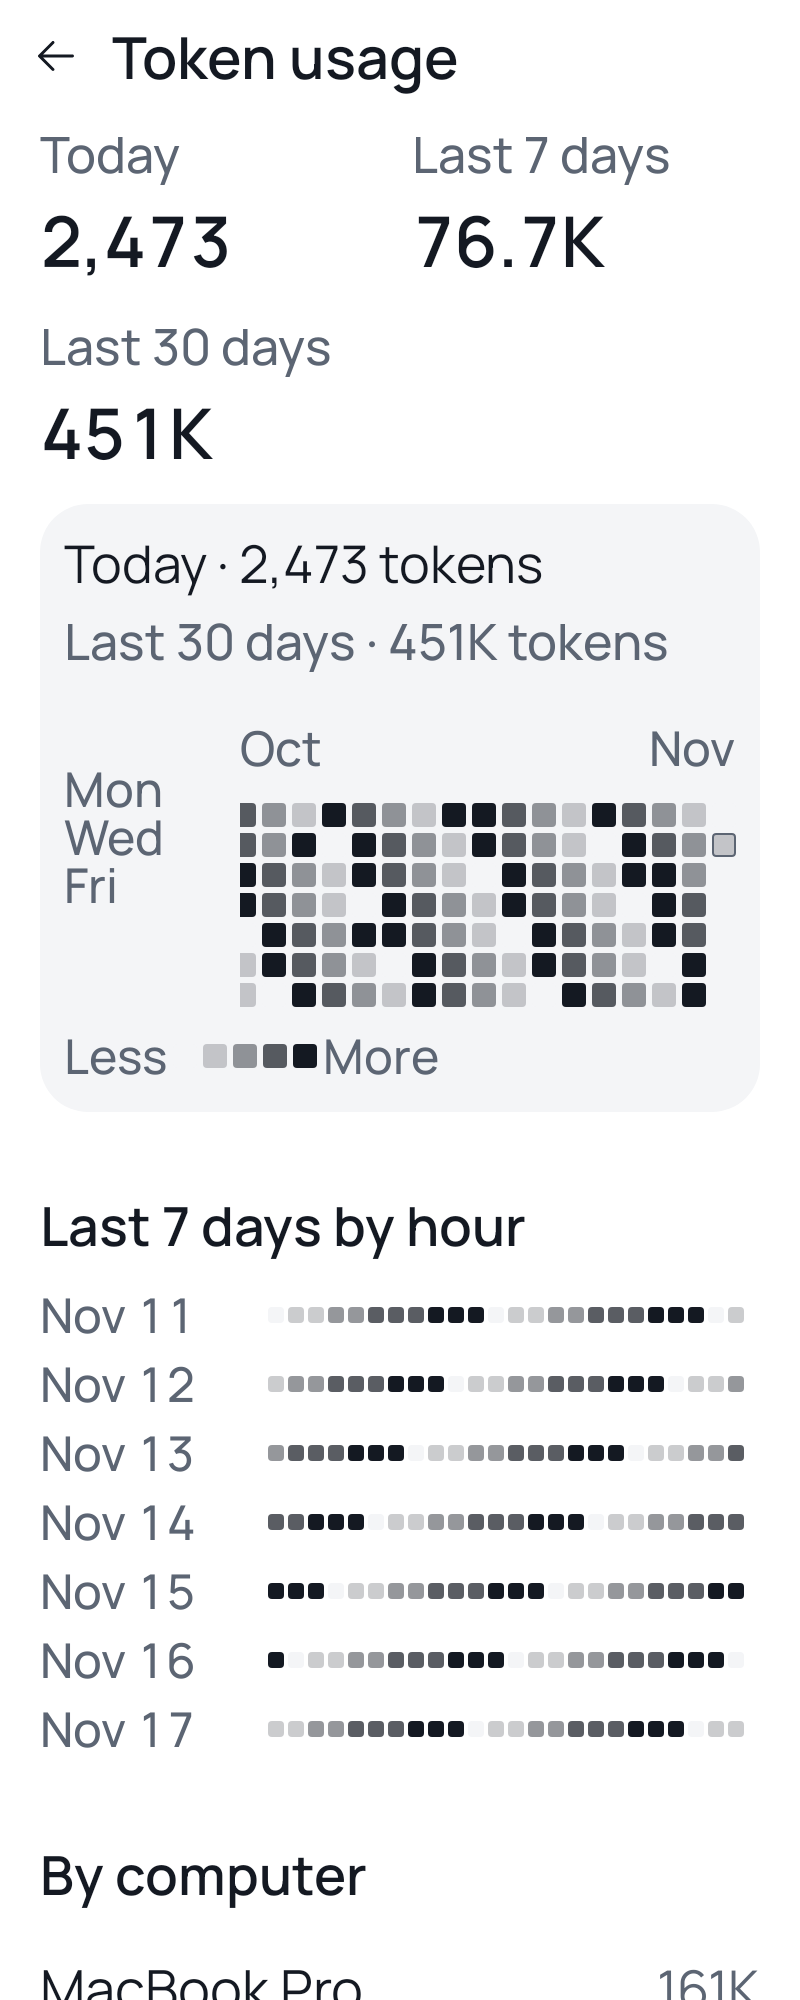 Token usage
Today
Last 7 days
2,473
76.7K
Last 30 days
451K
Today · 2,473 tokens
Last 30 days · 451K tokens
Oct
Nov
Mon
Wed
Fri
Less
More
Last 7 days by hour
Nov 11
Nov 12
Nov 13
Nov 14
Nov 15
Nov 16
Nov 17
By computer
MacBook Pro
161K